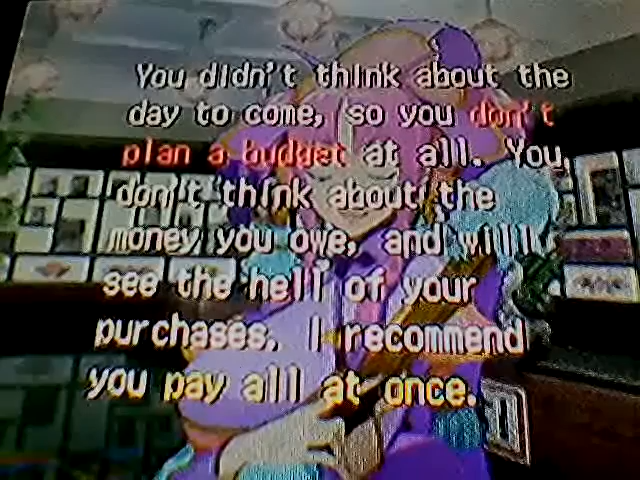 You didn't think about the
day to come, so you don't
plan a budget at all. You
don't think about the
money you owe, and will
see the hell of your
purchases. I recommend
you pay all at once.